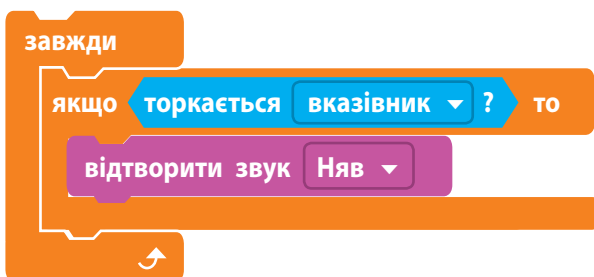 завжди
якщо торкається вказівник ? то
відтворити звук Няв